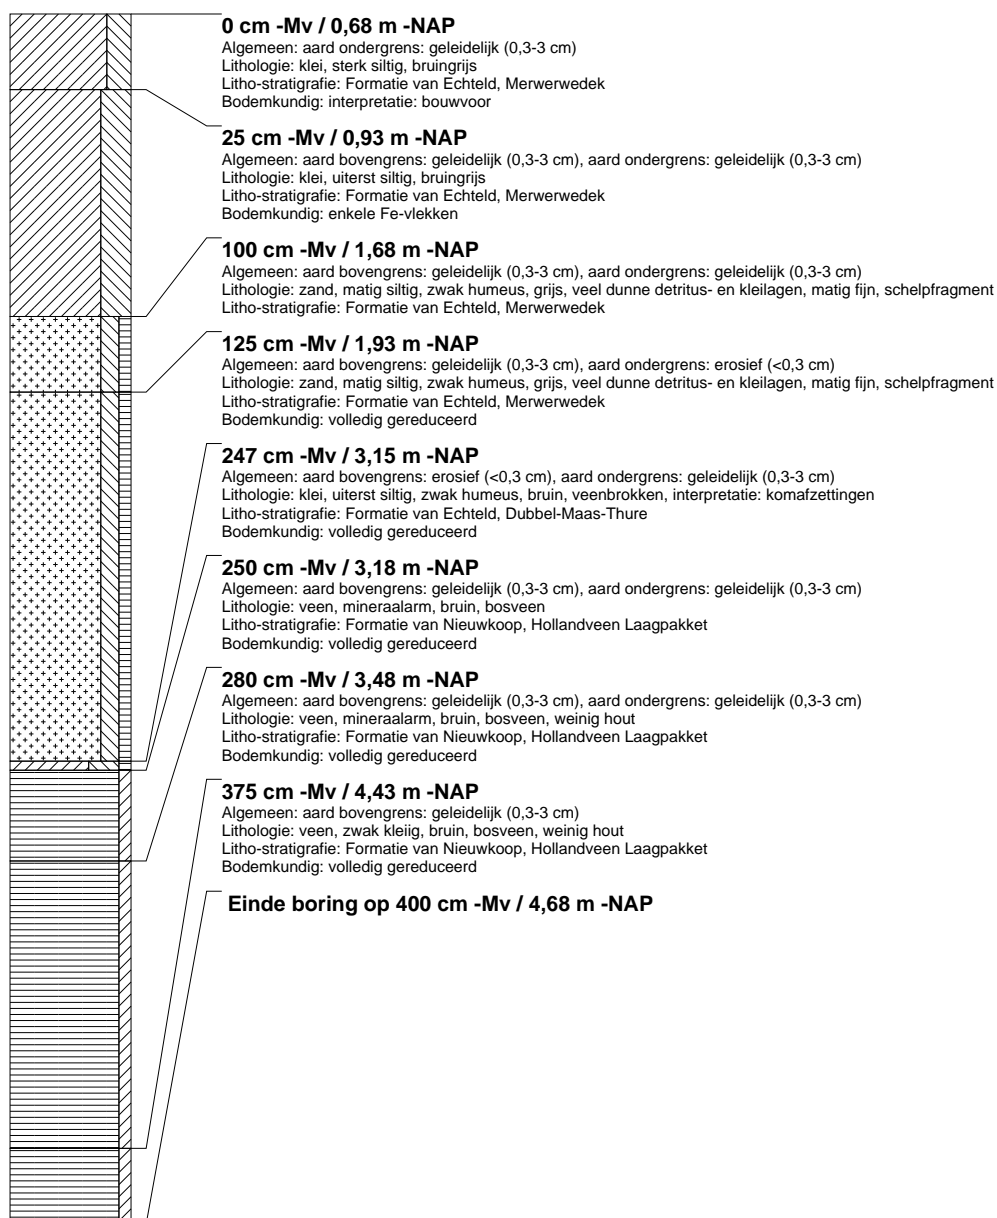 0 cm -Mv / 0,68 m -NAP
Algemeen: aard ondergrens: geleidelijk (0,3-3 cm)
Lithologie: klei, sterk siltig, bruingrijs
Litho-stratigrafie: Formatie van Echteld, Merwerwedek
Bodemkundig: interpretatie: bouwvoor
25 cm -Mv / 0,93 m -NAP
Algemeen: aard bovengrens: geleidelijk (0,3-3 cm), aard ondergrens: geleidelijk (0,3-3 cm)
Lithologie: klei, uiterst siltig, bruingrijs
Litho-stratigrafie: Formatie van Echteld, Merwerwedek
Bodemkundig: enkele Fe-vlekken
100 cm -Mv / 1,68 m -NAP
Algemeen: aard bovengrens: geleidelijk (0,3-3 cm), aard ondergrens: geleidelijk (0,3-3 cm)
Lithologie: zand, matig siltig, zwak humeus, grijs, veel dunne detritus- en kleilagen, matig fijn, schelpfragment
Litho-stratigrafie: Formatie van Echteld, Merwerwedek
125 cm -Mv / 1,93 m -NAP
Algemeen: aard bovengrens: geleidelijk (0,3-3 cm), aard ondergrens: erosief (<0,3 cm)
Lithologie: zand, matig siltig, zwak humeus, grijs, veel dunne detritus- en kleilagen, matig fijn, schelpfragment
Litho-stratigrafie: Formatie van Echteld, Merwerwedek
Bodemkundig: volledig gereduceerd
247 cm -Mv / 3,15 m -NAP
Algemeen: aard bovengrens: erosief (<0,3 cm), aard ondergrens: geleidelijk (0,3-3 cm)
Lithologie: klei, uiterst siltig, zwak humeus, bruin, veenbrokken, interpretatie: komafzettingen
Litho-stratigrafie: Formatie van Echteld, Dubbel-Maas-Thure
Bodemkundig: volledig gereduceerd
250 cm -Mv / 3,18 m -NAP
Algemeen: aard bovengrens: geleidelijk (0,3-3 cm), aard ondergrens: geleidelijk (0,3-3 cm)
Lithologie: veen, mineraalarm, bruin, bosveen
Litho-stratigrafie: Formatie van Nieuwkoop, Hollandveen Laagpakket
Bodemkundig: volledig gereduceerd
280 cm -Mv / 3,48 m -NAP
Algemeen: aard bovengrens: geleidelijk (0,3-3 cm), aard ondergrens: geleidelijk (0,3-3 cm)
Lithologie: veen, mineraalarm, bruin, bosveen, weinig hout
Litho-stratigrafie: Formatie van Nieuwkoop, Hollandveen Laagpakket
Bodemkundig: volledig gereduceerd
375 cm -Mv / 4,43 m -NAP
Algemeen: aard bovengrens: geleidelijk (0,3-3 cm)
Lithologie: veen, zwak kleiig, bruin, bosveen, weinig hout
Litho-stratigrafie: Formatie van Nieuwkoop, Hollandveen Laagpakket
Bodemkundig: volledig gereduceerd
Einde boring op 400 cm -Mv / 4,68 m -NAP